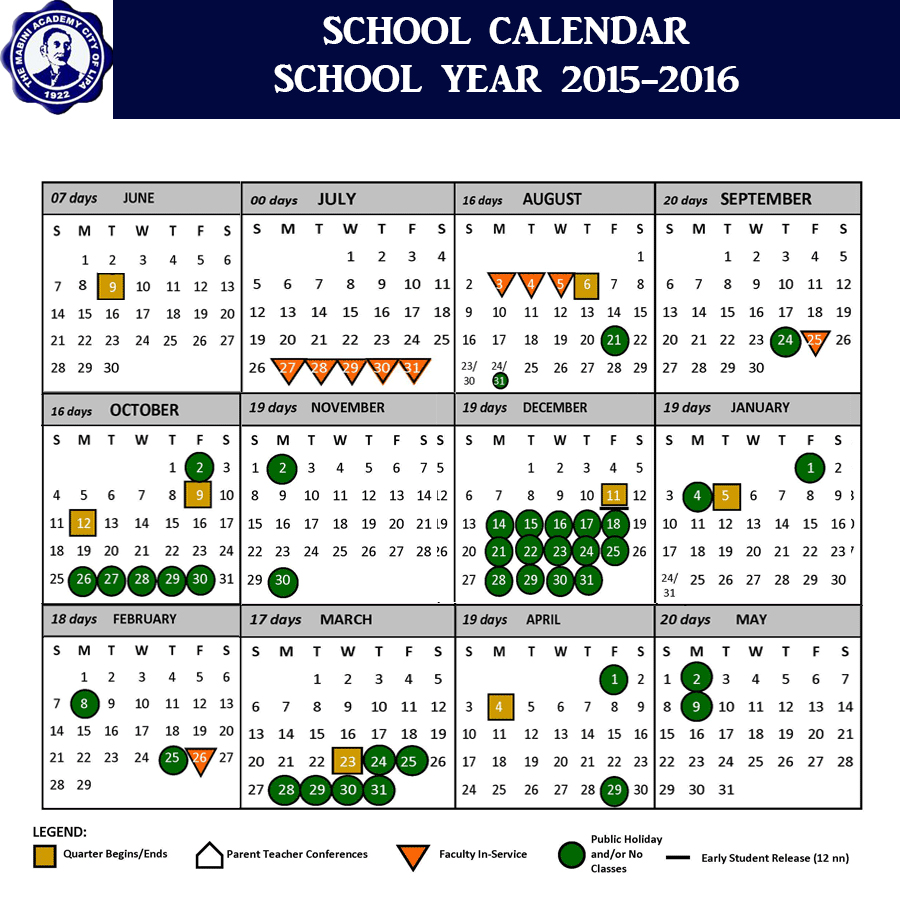 THE MABINI ACADEMY CITY OF LIPA
1922
SCHOOL CALENDAR
SCHOOL YEAR 2015-2016
07 days JUNE
S M T W T F S
1 2 3 4 5 6
7 8 9 10 11 12 13
14 15 16 17 18 19 20
21 22 23 24 25 26 27
28 29 30
00 days JULY
S M T W T F S
1 2 3 4
5 6 7 8 9 10 11
12 13 14 15 16 17 18
19 20 21 22 23 24 25
26 27 28 29 30 31
16 days AUGUST
S M T W T F S
1
2 3 4 5 6 7 8
9 10 11 12 13 14 15
16 17 18 19 20 21 22
23/30 24/31 25 26 27 28 29
20 days SEPTEMBER
S M T W T F S
1 2 3 4 5
6 7 8 9 10 11 12
13 14 15 16 17 18 19
20 21 22 23 24 25 26
27 28 29 30
16 days OCTOBER
S M T W T F S
1 2 3
4 5 6 7 8 9 10
11 12 13 14 15 16 17
18 19 20 21 22 23 24
25 26 27 28 29 30 31
19 days NOVEMBER
S M T W T F S S
1 2 3 4 5 6 7 5
8 9 10 11 12 13 14 12
15 16 17 18 19 20 21 19
22 23 24 25 26 27 28 26
29 30
19 days DECEMBER
S M T W T F S
1 2 3 4 5
6 7 8 9 10 11 12
13 14 15 16 17 18 19
20 21 22 23 24 25 26
27 28 29 30 31
19 days JANUARY
S M T W T F S
1 2
3 4 5 6 7 8 9
10 11 12 13 14 15 16
17 18 19 20 21 22 23
24/31 25 26 27 28 29 30
18 days FEBRUARY
S M T W T F S
1 2 3 4 5 6
7 8 9 10 11 12 13
14 15 16 17 18 19 20
21 22 23 24 25 26 27
28 29
17 days MARCH
S M T W T F S
1 2 3 4 5
6 7 8 9 10 11 12
13 14 15 16 17 18 19
20 21 22 23 24 25 26
27 28 29 30 31
19 days APRIL
S M T W T F S
1 2
3 4 5 6 7 8 9
10 11 12 13 14 15 16
17 18 19 20 21 22 23
24 25 26 27 28 29 30
20 days MAY
S M T W T F S
1 2 3 4 5 6 7
8 9 10 11 12 13 14
15 16 17 18 19 20 21
22 23 24 25 26 27 28
29 30 31
LEGEND:
Quarter Begins/Ends
Parent Teacher Conferences
Faculty In-Service
Public Holiday
and/or No
Classes
Early Student Release (12 nn)